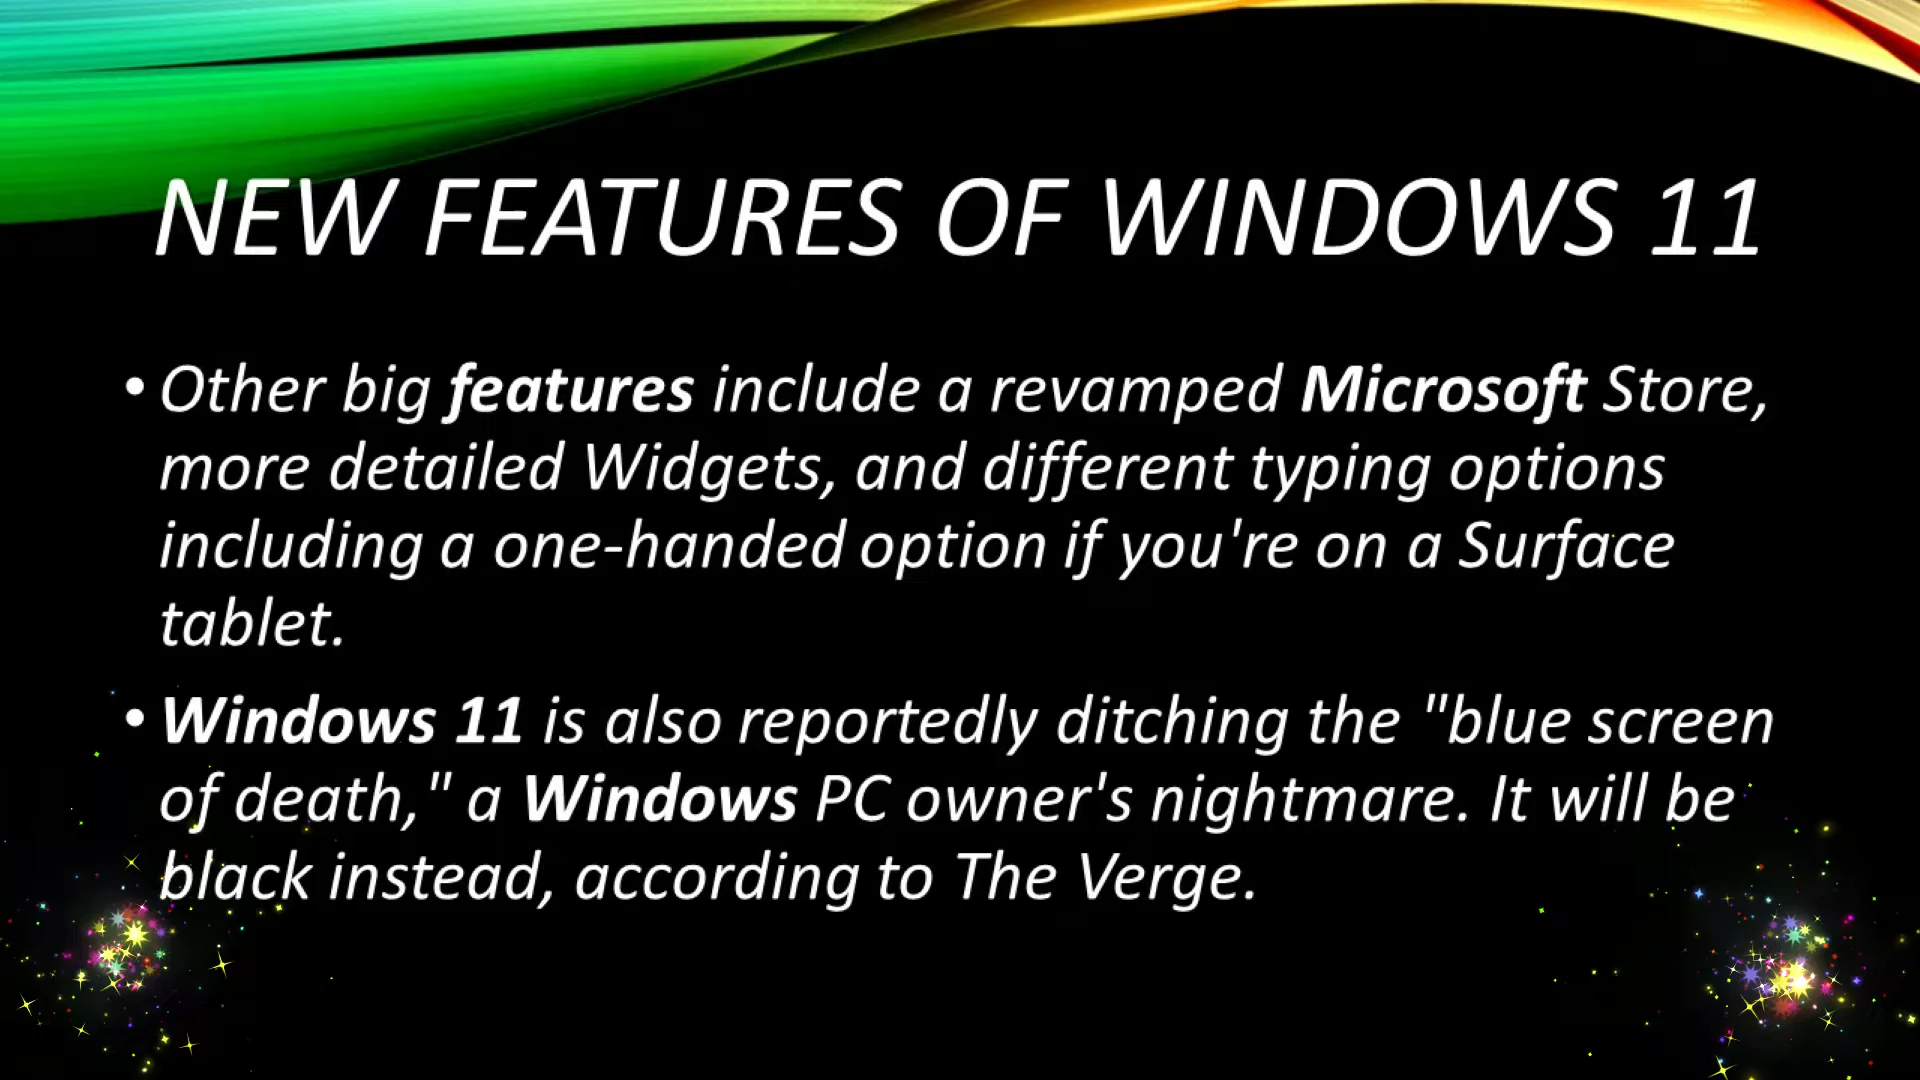 NEW FEATURES OF WINDOWS 11
• Other big features include a revamped Microsoft Store,
more detailed Widgets, and different typing options
including a one-handed option if you're on a Surface
tablet.
• Windows 11 is also reportedly ditching the "blue screen
of death," a Windows PC owner's nightmare. It will be
black instead, according to The Verge.